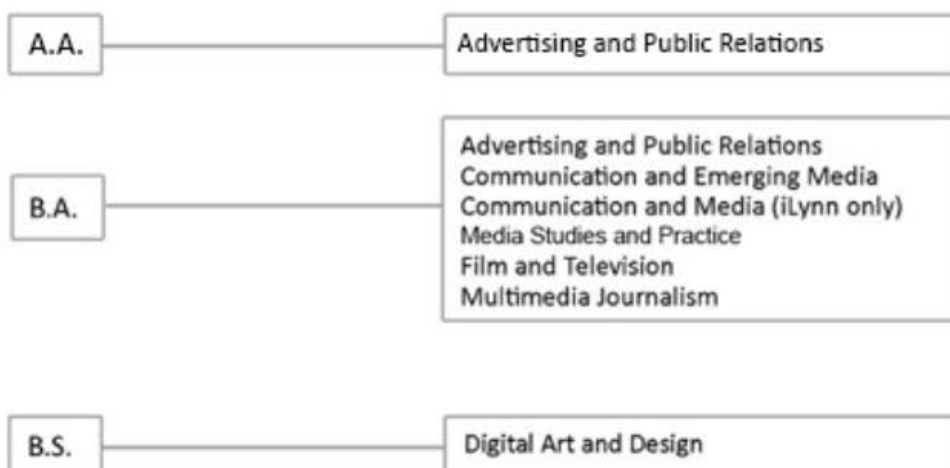 A.A.
Advertising and Public Relations
B.A.
Advertising and Public Relations
Communication and Emerging Media
Communication and Media (iLynn only)
Media Studies and Practice
Film and Television
Multimedia Journalism
B.S.
Digital Art and Design